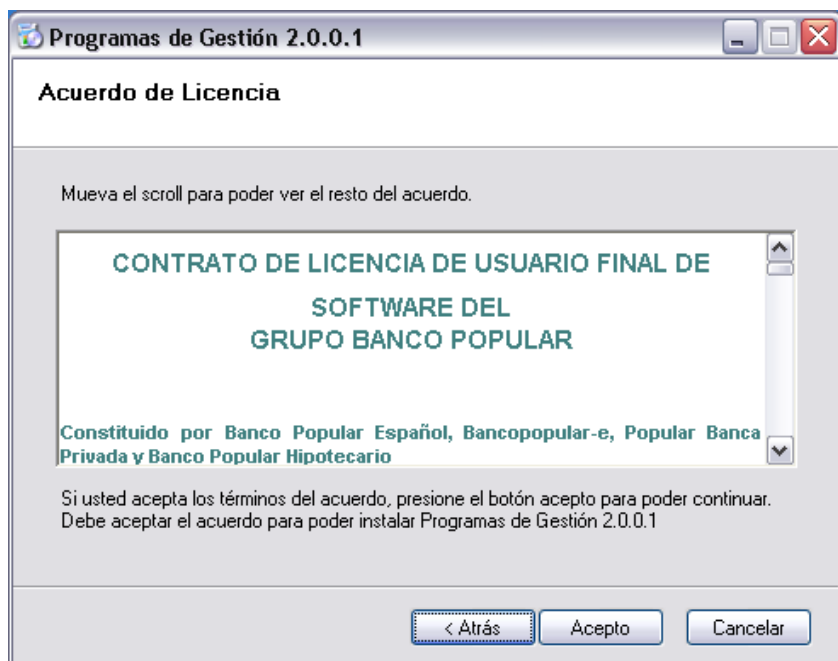 Programas de Gestión 2.0.0.1
Acuerdo de Licencia
Mueva el scroll para poder ver el resto del acuerdo.
CONTRATO DE LICENCIA DE USUARIO FINAL DE
SOFTWARE DEL
GRUPO BANCO POPULAR
Constituido por Banco Popular Español, Bancopopular-e, Popular Banca
Privada y Banco Popular Hipotecario
Si usted acepta los términos del acuerdo, presione el botón acepto para poder continuar.
Debe aceptar el acuerdo para poder instalar Programas de Gestión 2.0.0.1
< Atrás
Acepto
Cancelar